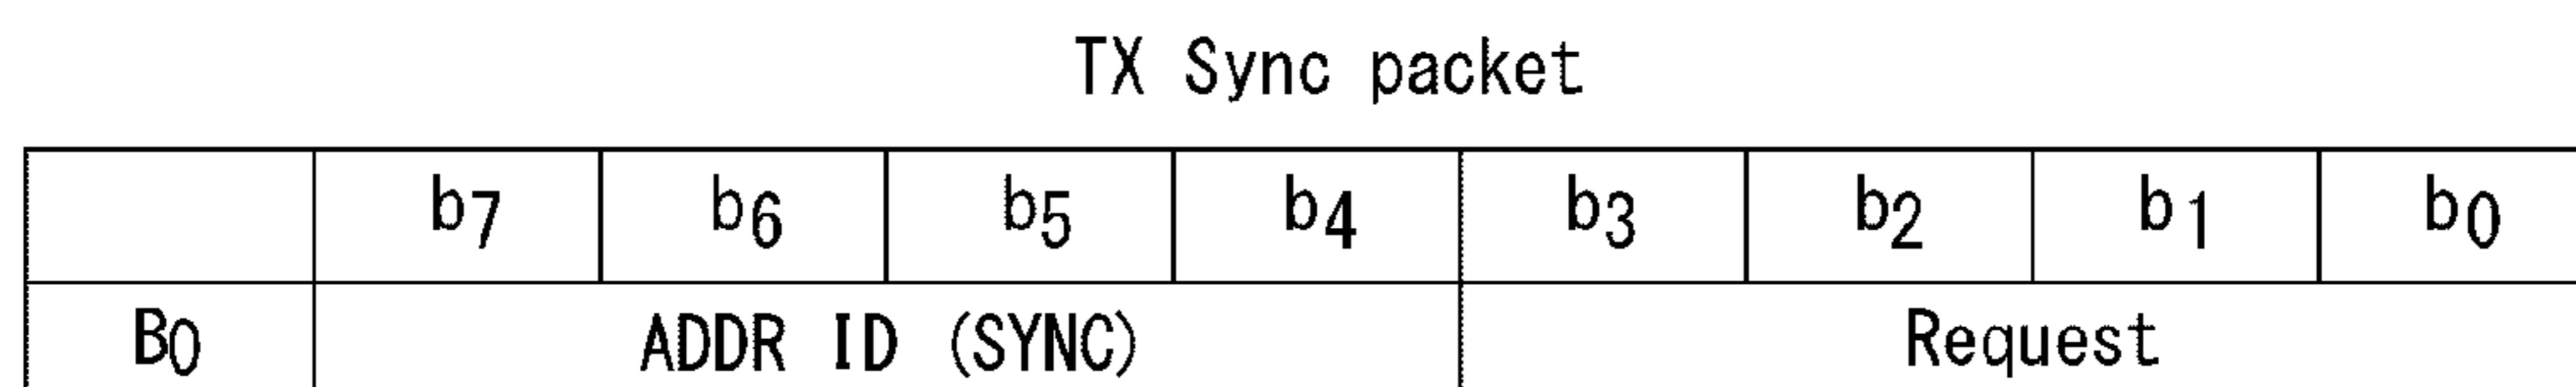 TX Sync packet
b7 b6 b5 b4 b3 b2 b1 b0
B0 ADDR ID (SYNC) Request